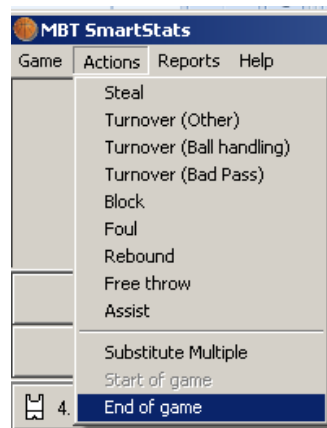 MBT SmartStats
Game Actions Reports Help
Steal
Turnover (Other)
Turnover (Ball handling)
Turnover (Bad Pass)
Block
Foul
Rebound
Free throw
Assist
Substitute Multiple
Start of game
4.
End of game